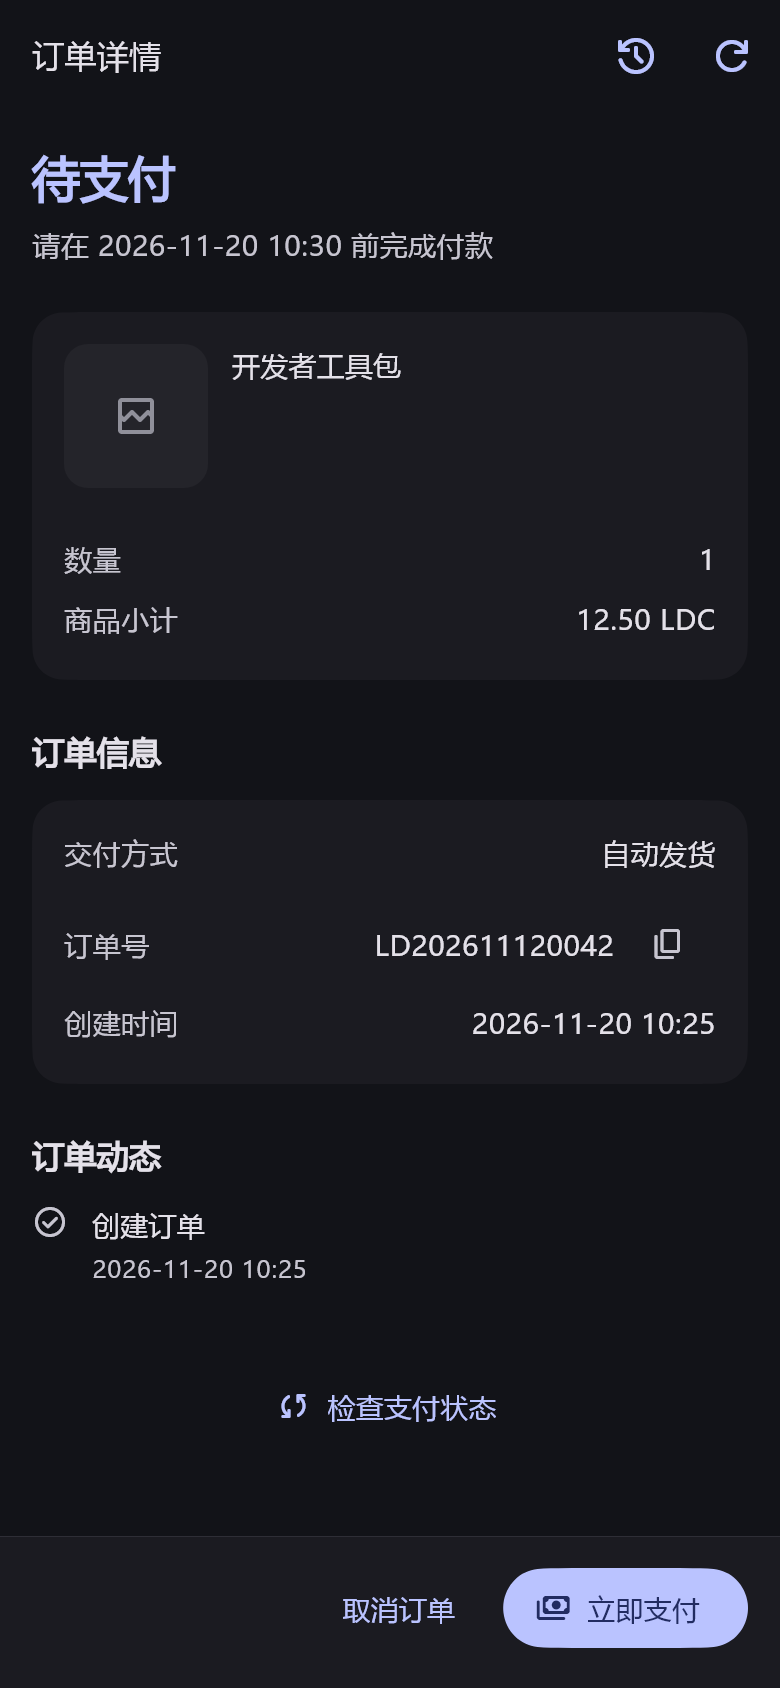 订单详情
待支付
请在 2026-11-20 10:30 前完成付款
开发者工具包
数量 1
商品小计 12.50 LDC
订单信息
交付方式 自动发货
订单号 LD202611120042
创建时间 2026-11-20 10:25
订单动态
创建订单
2026-11-20 10:25
检查支付状态
取消订单 立即支付